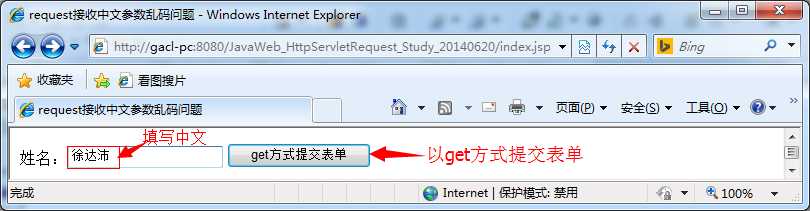 request接收中文参数乱码问题 - Windows Internet Explorer
http://gacl-pc:8080/JavaWeb_HttpServletRequest_Study_20140620/index.jsp
Bing
收藏夹 看图搜片
request接收中文参数乱码问题
页面(P) 安全(S) 工具(O)
填写中文
姓名： 徐达沛 get方式提交表单 以get方式提交表单
完成 Internet | 保护模式: 禁用 100%